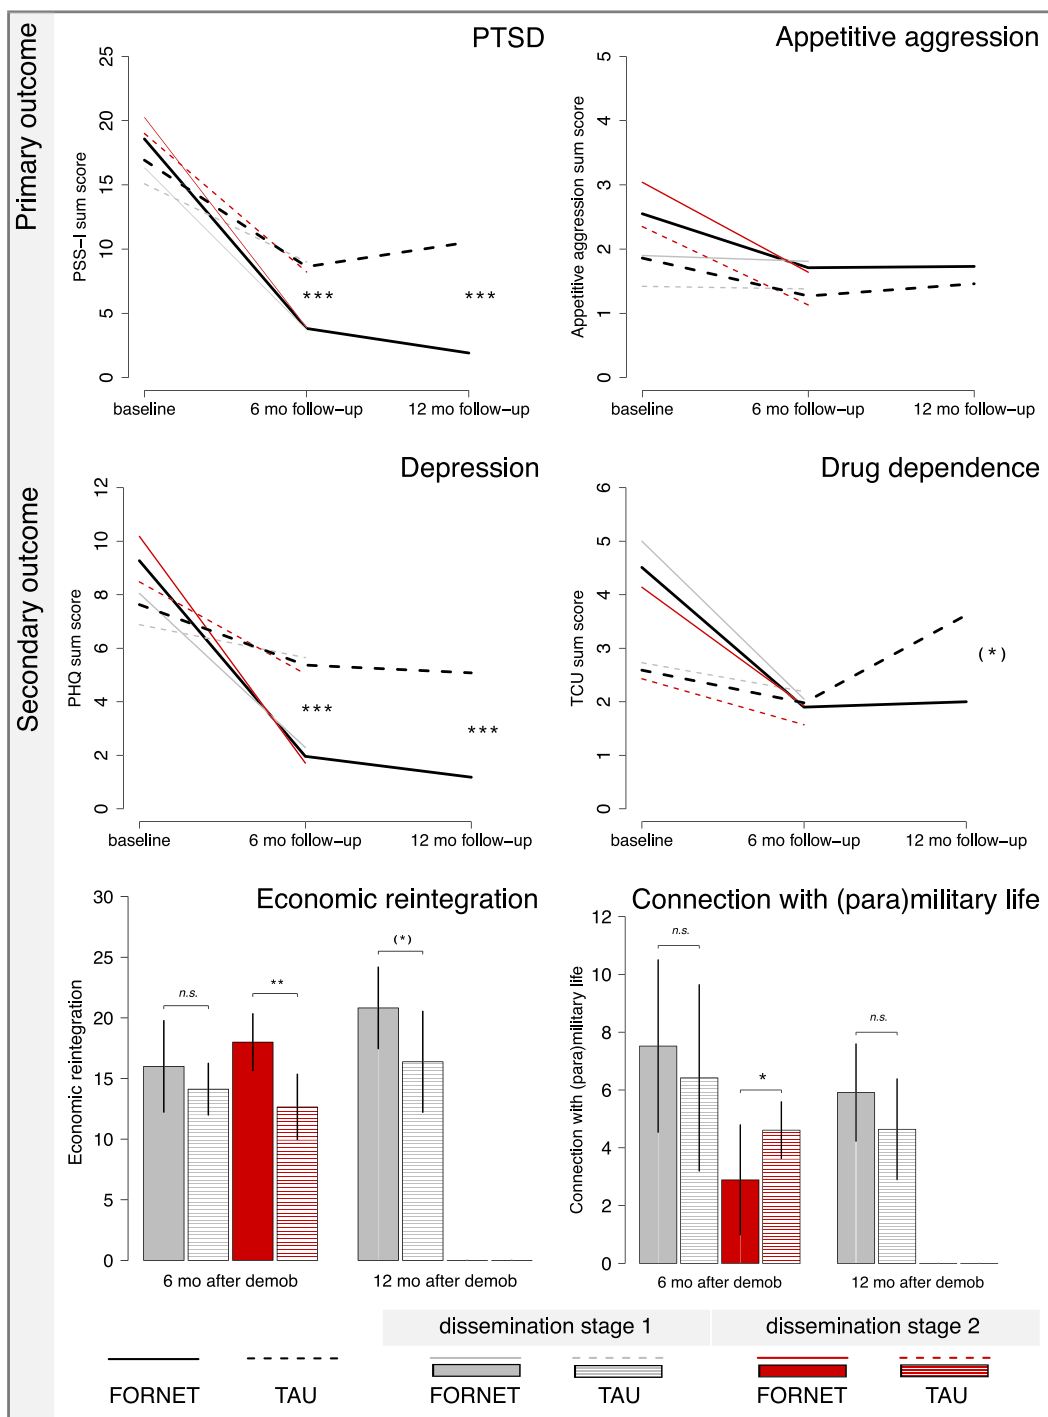 Primary outcome
PTSD
PSS−I sum score
0 5 10 15 20 25
*** ***
baseline 6 mo follow−up 12 mo follow−up
Appetitive aggression
Appetitive aggression sum score
0 1 2 3 4 5
baseline 6 mo follow−up 12 mo follow−up
Secondary outcome
Depression
PHQ sum score
0 2 4 6 8 10 12
*** ***
baseline 6 mo follow−up 12 mo follow−up
Drug dependence
TCU sum score
0 1 2 3 4 5 6
(*)
baseline 6 mo follow−up 12 mo follow−up
Economic reintegration
Economic reintegration
0 5 10 15 20 25 30
n.s. ** (*)
6 mo after demob 12 mo after demob
Connection with (para)military life
Connection with (para)military life
0 2 4 6 8 10 12
n.s. * n.s.
6 mo after demob 12 mo after demob
dissemination stage 1 dissemination stage 2
FORNET TAU FORNET TAU FORNET TAU